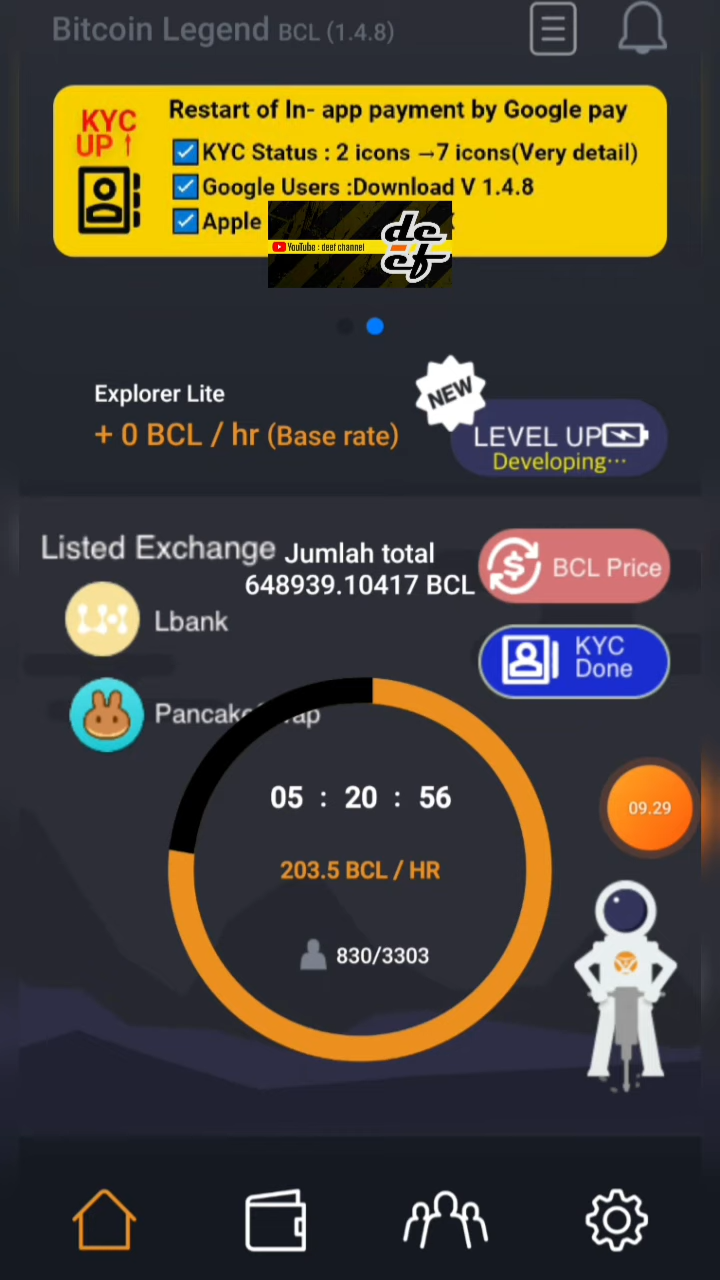 Bitcoin Legend BCL (1.4.8)
KYC
UP ↑
Restart of In- app payment by Google pay
KYC Status : 2 icons →7 icons(Very detail)
Google Users :Download V 1.4.8
Apple
YouTube : deef channel
de
ef
Explorer Lite
+ 0 BCL / hr (Base rate)
NEW
LEVEL UP
Developing···
Listed Exchange
Jumlah total
648939.10417 BCL
BCL Price
Lbank
KYC
Done
05 : 20 : 56
09.29
203.5 BCL / HR
830/3303